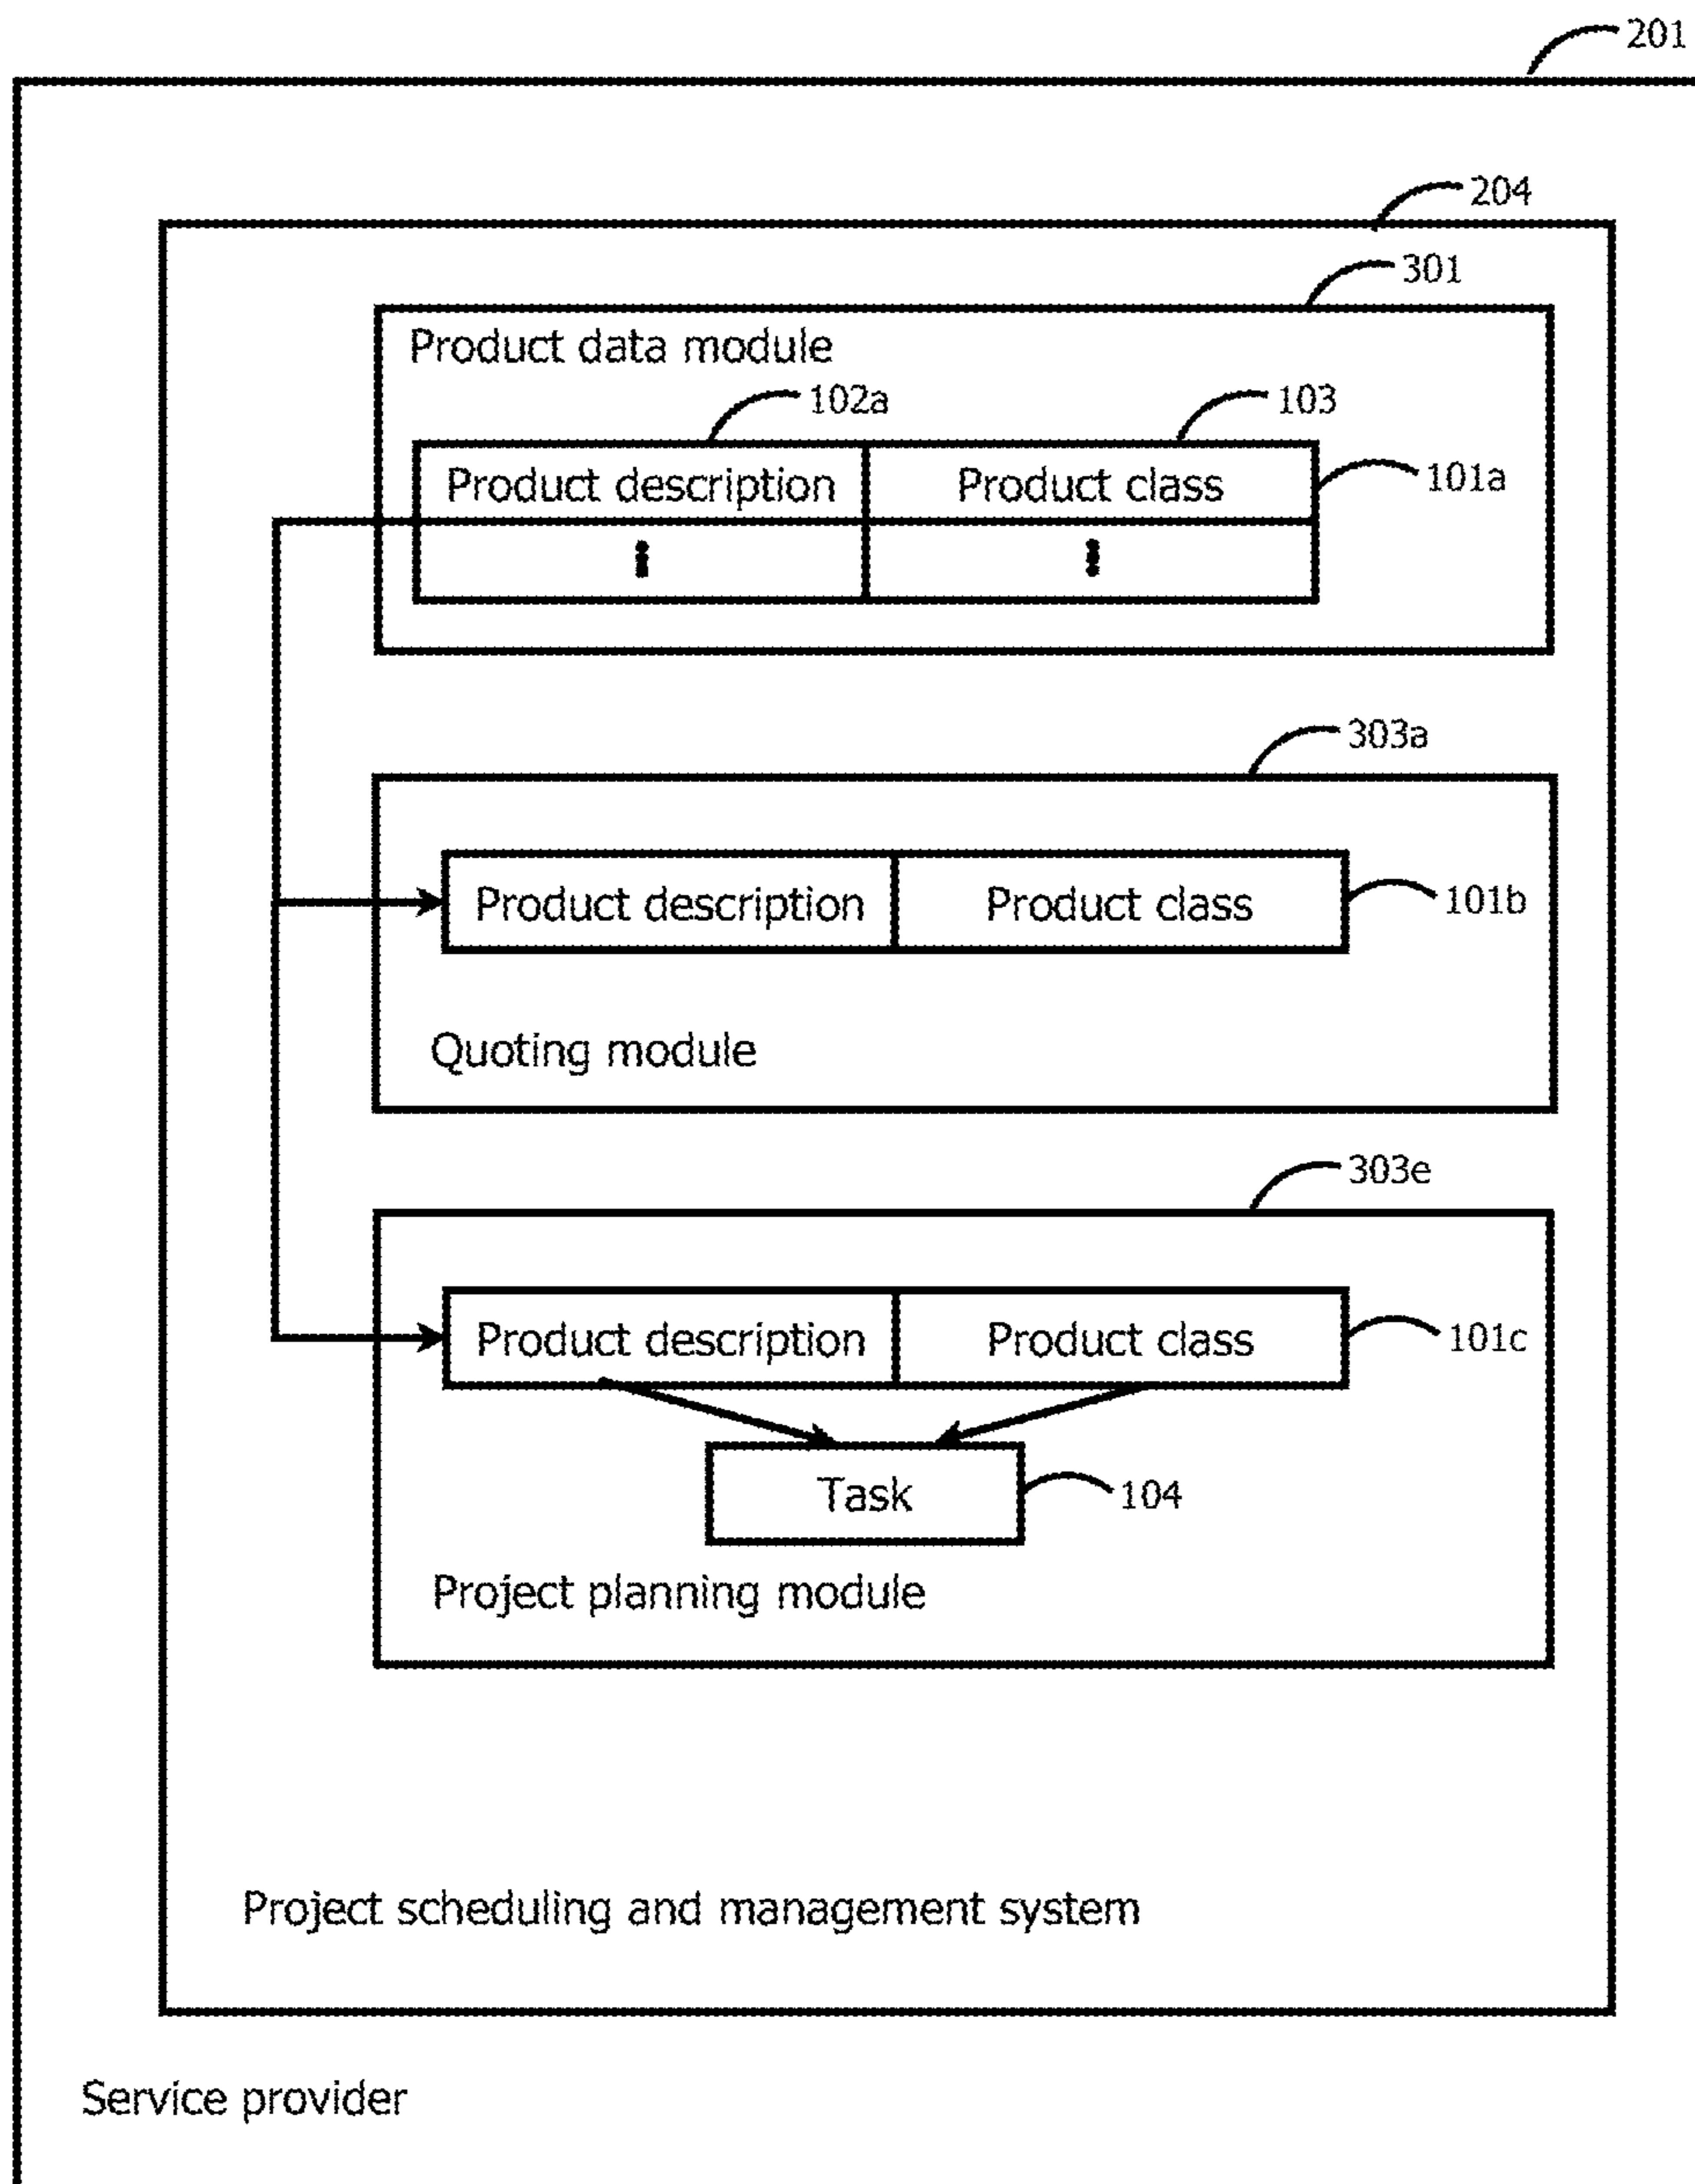 201
204
301
Product data module
102a
103
Product description
Product class
101a
303a
Product description
Product class
101b
Quoting module
303e
Product description
Product class
101c
Task
104
Project planning module
Project scheduling and management system
Service provider